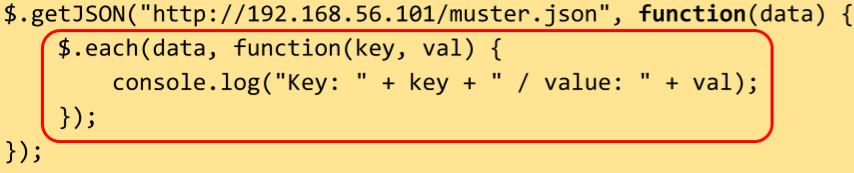 $.getJSON("http://192.168.56.101/muster.json", function(data) {
    $.each(data, function(key, val) {
        console.log("Key: " + key + " / value: " + val);
    });
});